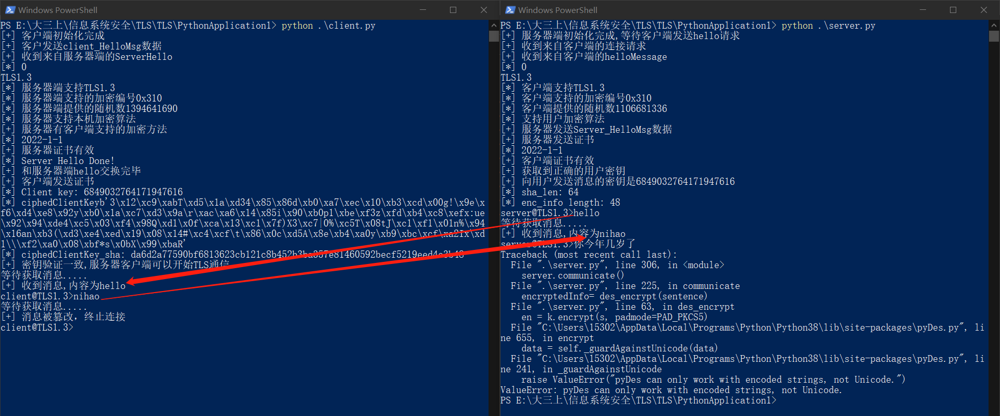 Windows PowerShell
PS E:\大三上\信息系统安全\TLS\TLS\PythonApplication1> python .\client.py
[+] 客户端初始化完成
[+] 客户发送client_HelloMsg数据
[+] 收到来自服务器端的ServerHello
[*] 0
TLS1.3
[*] 服务器端支持TLS1.3
[*] 服务器端支持的加密编号0x310
[*] 服务器端提供的随机数1394641690
[*] 服务器支持本机加密算法
[+] 服务器有客户端支持的加密方法
[*] 2022-1-1
[+] 服务器证书有效
[*] Server Hello Done!
[+] 和服务器端hello交换完毕
[+] 客户端发送证书
[*] Client key: 6849032764171947616
[*] ciphedClientKeyb'3\x12\xc9\xabT\xd5\x1a\xd34\x85\x86d\xb0\xa7\xec\x10\xb3\xcd\x00g!\x9e\x
f6\xd4\xe8\x92y\xb0\x1a\xc7\xd3\x9a\r\xac\xa6\x14\x85i\x90\xb0p1\xbe\xf3z\xfd\xb4\xc8\xefx:ue
\x92\x94\xde4\xc5\x03\xf4\x98Q\xd1\x0f\xca\x13\xc1\x7f)X3\xc7|0%\xc5T\x08tJ\xc1\xf1\x01n%\x94
\x16an\xb3(\xd3\xe4\xed\x19\x08\x14#\xc4\xcf\t\x86\x0c\xd5A\x8e\xb4\xa0y\xb9\xbc\xcf\xa2Ix\xd
1\\\xf2\xa0\x08\xbf*s\x0bX\x99\xbaR'
[*] ciphedClientKey_sha: da6d2a77590bf6813623cb121c8b452b3ba357e81460592becf5219eed4c3b48
[+] 密钥验证一致,服务器客户端可以开始TLS通信
等待获取消息.....
[+] 收到消息,内容为hello
client@TLS1.3>nihao
等待获取消息.....
[+] 消息被篡改，终止连接
client@TLS1.3>
Windows PowerShell
PS E:\大三上\信息系统安全\TLS\TLS\PythonApplication1> python .\server.py
[+] 服务器端初始化完成,等待客户端发送hello请求
[+] 收到来自客户端的连接请求
[+] 收到来自客户端的helloMessage
[*] 0
TLS1.3
[*] 客户端支持TLS1.3
[*] 客户端支持的加密编号0x310
[*] 客户端提供的随机数1106681336
[*] 支持用户加密算法
[+] 服务器发送Server_HelloMsg数据
[+] 服务器发送证书
[*] 2022-1-1
[+] 客户端证书有效
[+] 获取到正确的用户密钥
[+] 向用户发送消息的密钥是6849032764171947616
[*] sha_len: 64
[*] enc_info length: 48
server@TLS1.3>hello
等待获取消息.....
[+] 收到消息,内容为nihao
server@TLS1.3>你今年几岁了
Traceback (most recent call last):
  File ".\server.py", line 306, in <module>
    server.communicate()
  File ".\server.py", line 225, in communicate
    encryptedInfo= des_encrypt(sentence)
  File ".\server.py", line 63, in des_encrypt
    en = k.encrypt(s, padmode=PAD_PKCS5)
  File "C:\Users\15302\AppData\Local\Programs\Python\Python38\lib\site-packages\pyDes.py", li
ne 655, in encrypt
    data = self._guardAgainstUnicode(data)
  File "C:\Users\15302\AppData\Local\Programs\Python\Python38\lib\site-packages\pyDes.py", li
ne 241, in _guardAgainstUnicode
    raise ValueError("pyDes can only work with encoded strings, not Unicode.")
ValueError: pyDes can only work with encoded strings, not Unicode.
PS E:\大三上\信息系统安全\TLS\TLS\PythonApplication1>